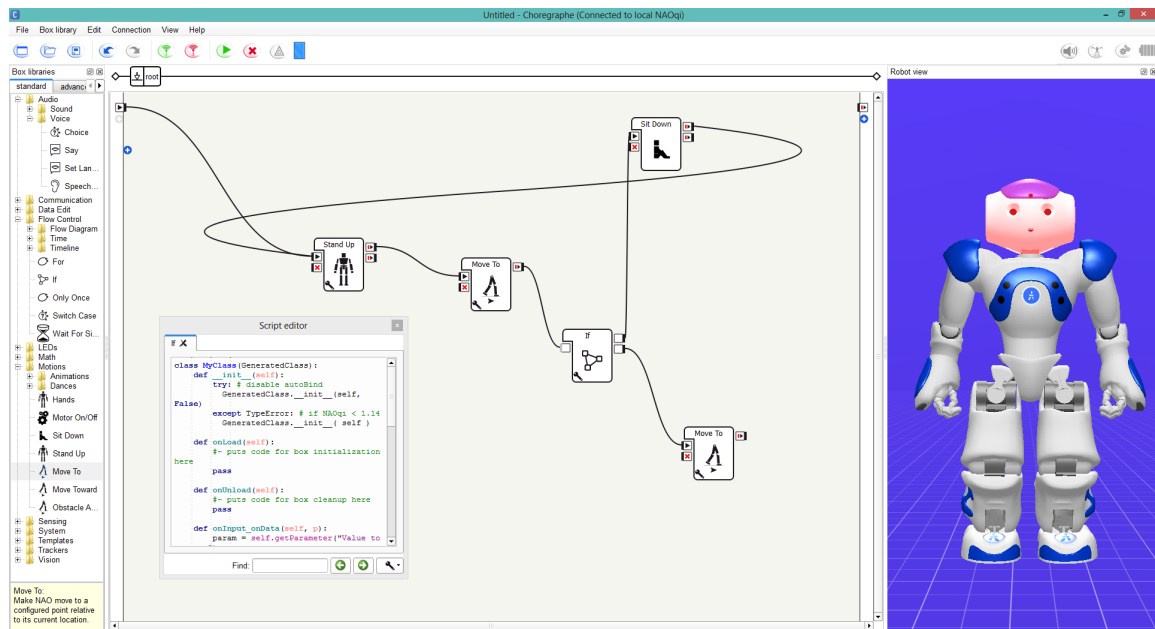 Untitled - Choregraphe (Connected to local NAOqi)
File Box library Edit Connection View Help
Box libraries
standard
advanc
Audio
Sound
Voice
Choice
Say
Set Lan...
Speech...
Communication
Data Edit
Flow Control
Flow Diagram
Time
Timeline
For
If
Only Once
Switch Case
Wait For Si...
LEDs
Math
Motions
Animations
Dances
Hands
Motor On/Off
Sit Down
Stand Up
Move To
Move Toward
Obstacle A...
Sensing
System
Templates
Trackers
Vision
Move To:
Make NAO move to a
configured point relative
to its current location.
root
Sit Down
Stand Up
Move To
If
Move To
Script editor
If
class MyClass(GeneratedClass):
def __init__(self):
try: # disable autoBind
GeneratedClass.__init__(self,
False)
except TypeError: # if NAOqi < 1.14
GeneratedClass.__init__( self )
def onLoad(self):
#~ puts code for box initialization
here
pass
def onUnload(self):
#~ puts code for box cleanup here
pass
def onInput_onData(self, p):
param = self.getParameter("Value to
Find:
Robot view